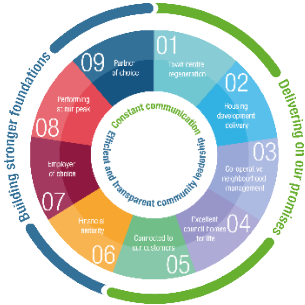 01
Town centre
regeneration
02
Housing
development
delivery
03
Co-operative
neighbourhood
management
04
Excellent
council homes
for life
05
Connected to
our customers
06
Financial
security
07
Employer
of choice
08
Performing
at our peak
09
Partner
of choice
Constant communication
Efficient and transparent community leadership
Building stronger foundations
Delivering on our promises